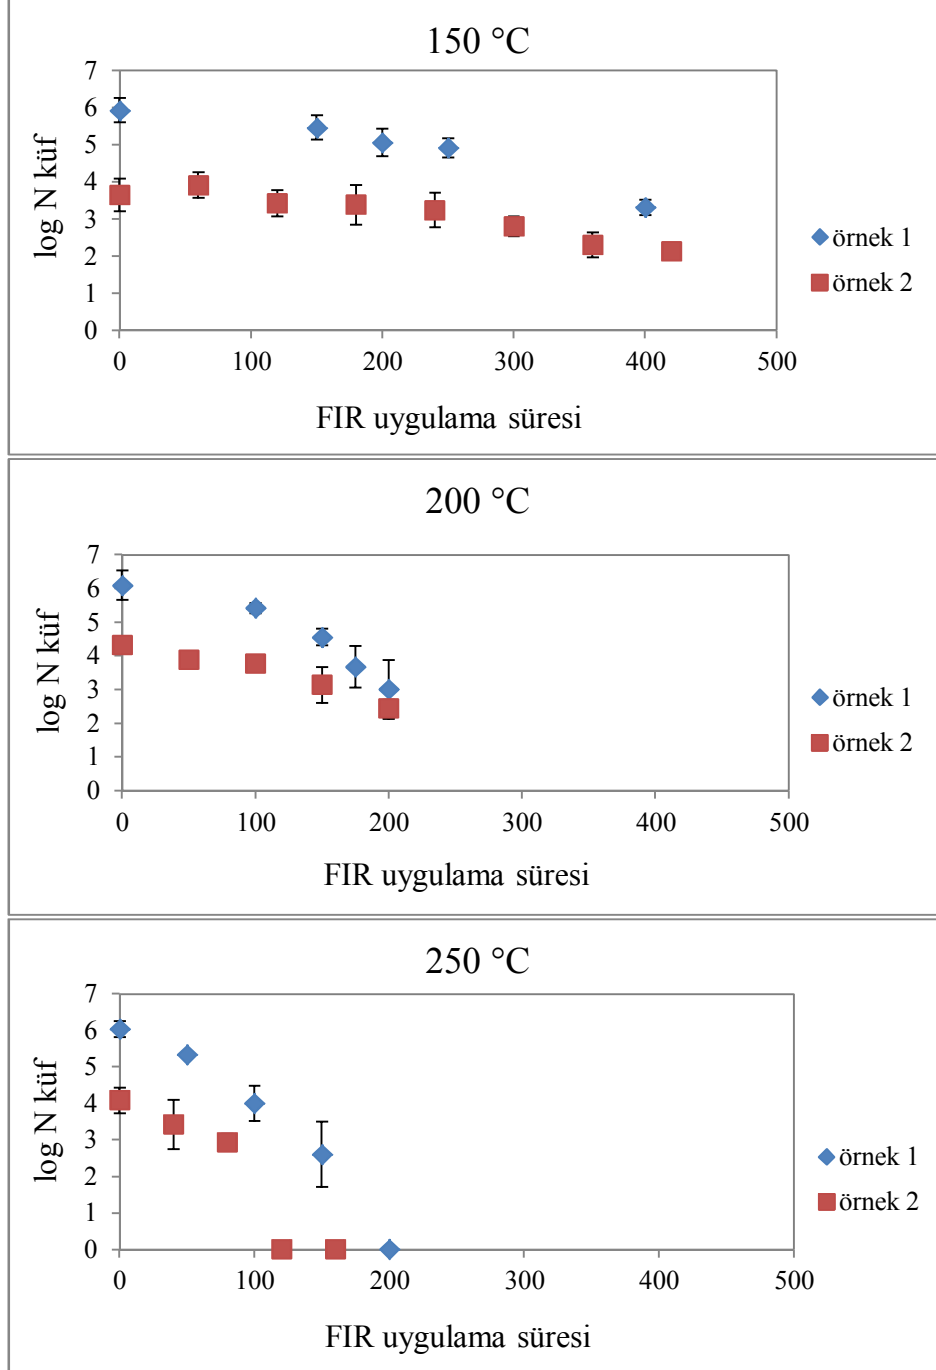 150 °C
7
6
5
4
3
2
1
0
log N küf
0 100 200 300 400 500
FIR uygulama süresi
örnek 1
örnek 2
200 °C
7
6
5
4
3
2
1
0
log N küf
0 100 200 300 400 500
FIR uygulama süresi
örnek 1
örnek 2
250 °C
7
6
5
4
3
2
1
0
log N küf
0 100 200 300 400 500
FIR uygulama süresi
örnek 1
örnek 2